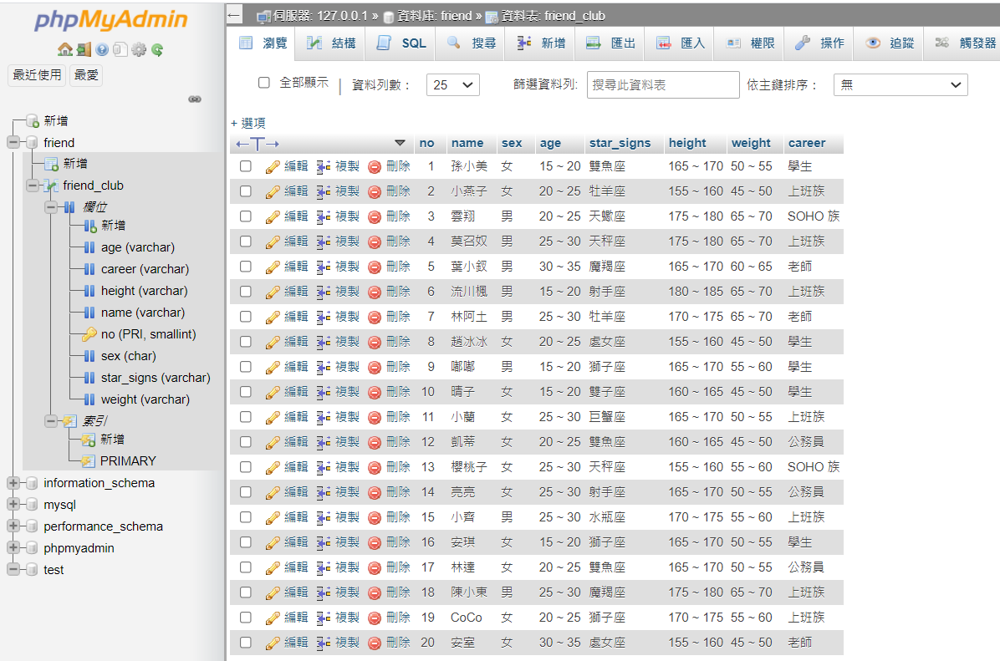 phpMyAdmin
最近使用 最愛
新增
friend
新增
friend_club
欄位
新增
age (varchar)
career (varchar)
height (varchar)
name (varchar)
no (PRI, smallint)
sex (char)
star_signs (varchar)
weight (varchar)
索引
新增
PRIMARY
information_schema
mysql
performance_schema
phpmyadmin
test
伺服器: 127.0.0.1 » 資料庫: friend » 資料表: friend_club
瀏覽 結構 SQL 搜尋 新增 匯出 匯入 權限 操作 追蹤 觸發器
全部顯示 | 資料列數： 25 篩選資料列: 搜尋此資料表 依主鍵排序： 無
+ 選項
←T→ no name sex age star_signs height weight career
編輯 複製 刪除 1 孫小美 女 15 ~ 20 雙魚座 165 ~ 170 50 ~ 55 學生
編輯 複製 刪除 2 小燕子 女 20 ~ 25 牡羊座 155 ~ 160 45 ~ 50 上班族
編輯 複製 刪除 3 雲翔 男 20 ~ 25 天蠍座 175 ~ 180 65 ~ 70 SOHO 族
編輯 複製 刪除 4 莫召奴 男 25 ~ 30 天秤座 175 ~ 180 65 ~ 70 上班族
編輯 複製 刪除 5 葉小釵 男 30 ~ 35 魔羯座 165 ~ 170 60 ~ 65 老師
編輯 複製 刪除 6 流川楓 男 15 ~ 20 射手座 180 ~ 185 65 ~ 70 上班族
編輯 複製 刪除 7 林阿土 男 25 ~ 30 牡羊座 170 ~ 175 65 ~ 70 老師
編輯 複製 刪除 8 趙冰冰 女 20 ~ 25 處女座 155 ~ 160 45 ~ 50 學生
編輯 複製 刪除 9 嘟嘟 男 15 ~ 20 獅子座 165 ~ 170 55 ~ 60 學生
編輯 複製 刪除 10 晴子 女 15 ~ 20 雙子座 160 ~ 165 45 ~ 50 學生
編輯 複製 刪除 11 小蘭 女 25 ~ 30 巨蟹座 165 ~ 170 50 ~ 55 上班族
編輯 複製 刪除 12 凱蒂 女 20 ~ 25 雙魚座 160 ~ 165 45 ~ 50 公務員
編輯 複製 刪除 13 櫻桃子 女 25 ~ 30 天秤座 155 ~ 160 55 ~ 60 SOHO 族
編輯 複製 刪除 14 亮亮 女 25 ~ 30 射手座 165 ~ 170 50 ~ 55 公務員
編輯 複製 刪除 15 小齊 男 25 ~ 30 水瓶座 170 ~ 175 55 ~ 60 上班族
編輯 複製 刪除 16 安琪 女 15 ~ 20 獅子座 165 ~ 170 50 ~ 55 學生
編輯 複製 刪除 17 林達 女 20 ~ 25 雙魚座 165 ~ 170 50 ~ 55 公務員
編輯 複製 刪除 18 陳小東 男 25 ~ 30 魔羯座 175 ~ 180 65 ~ 70 上班族
編輯 複製 刪除 19 CoCo 女 20 ~ 25 獅子座 170 ~ 175 55 ~ 60 上班族
編輯 複製 刪除 20 安室 女 30 ~ 35 處女座 155 ~ 160 45 ~ 50 老師